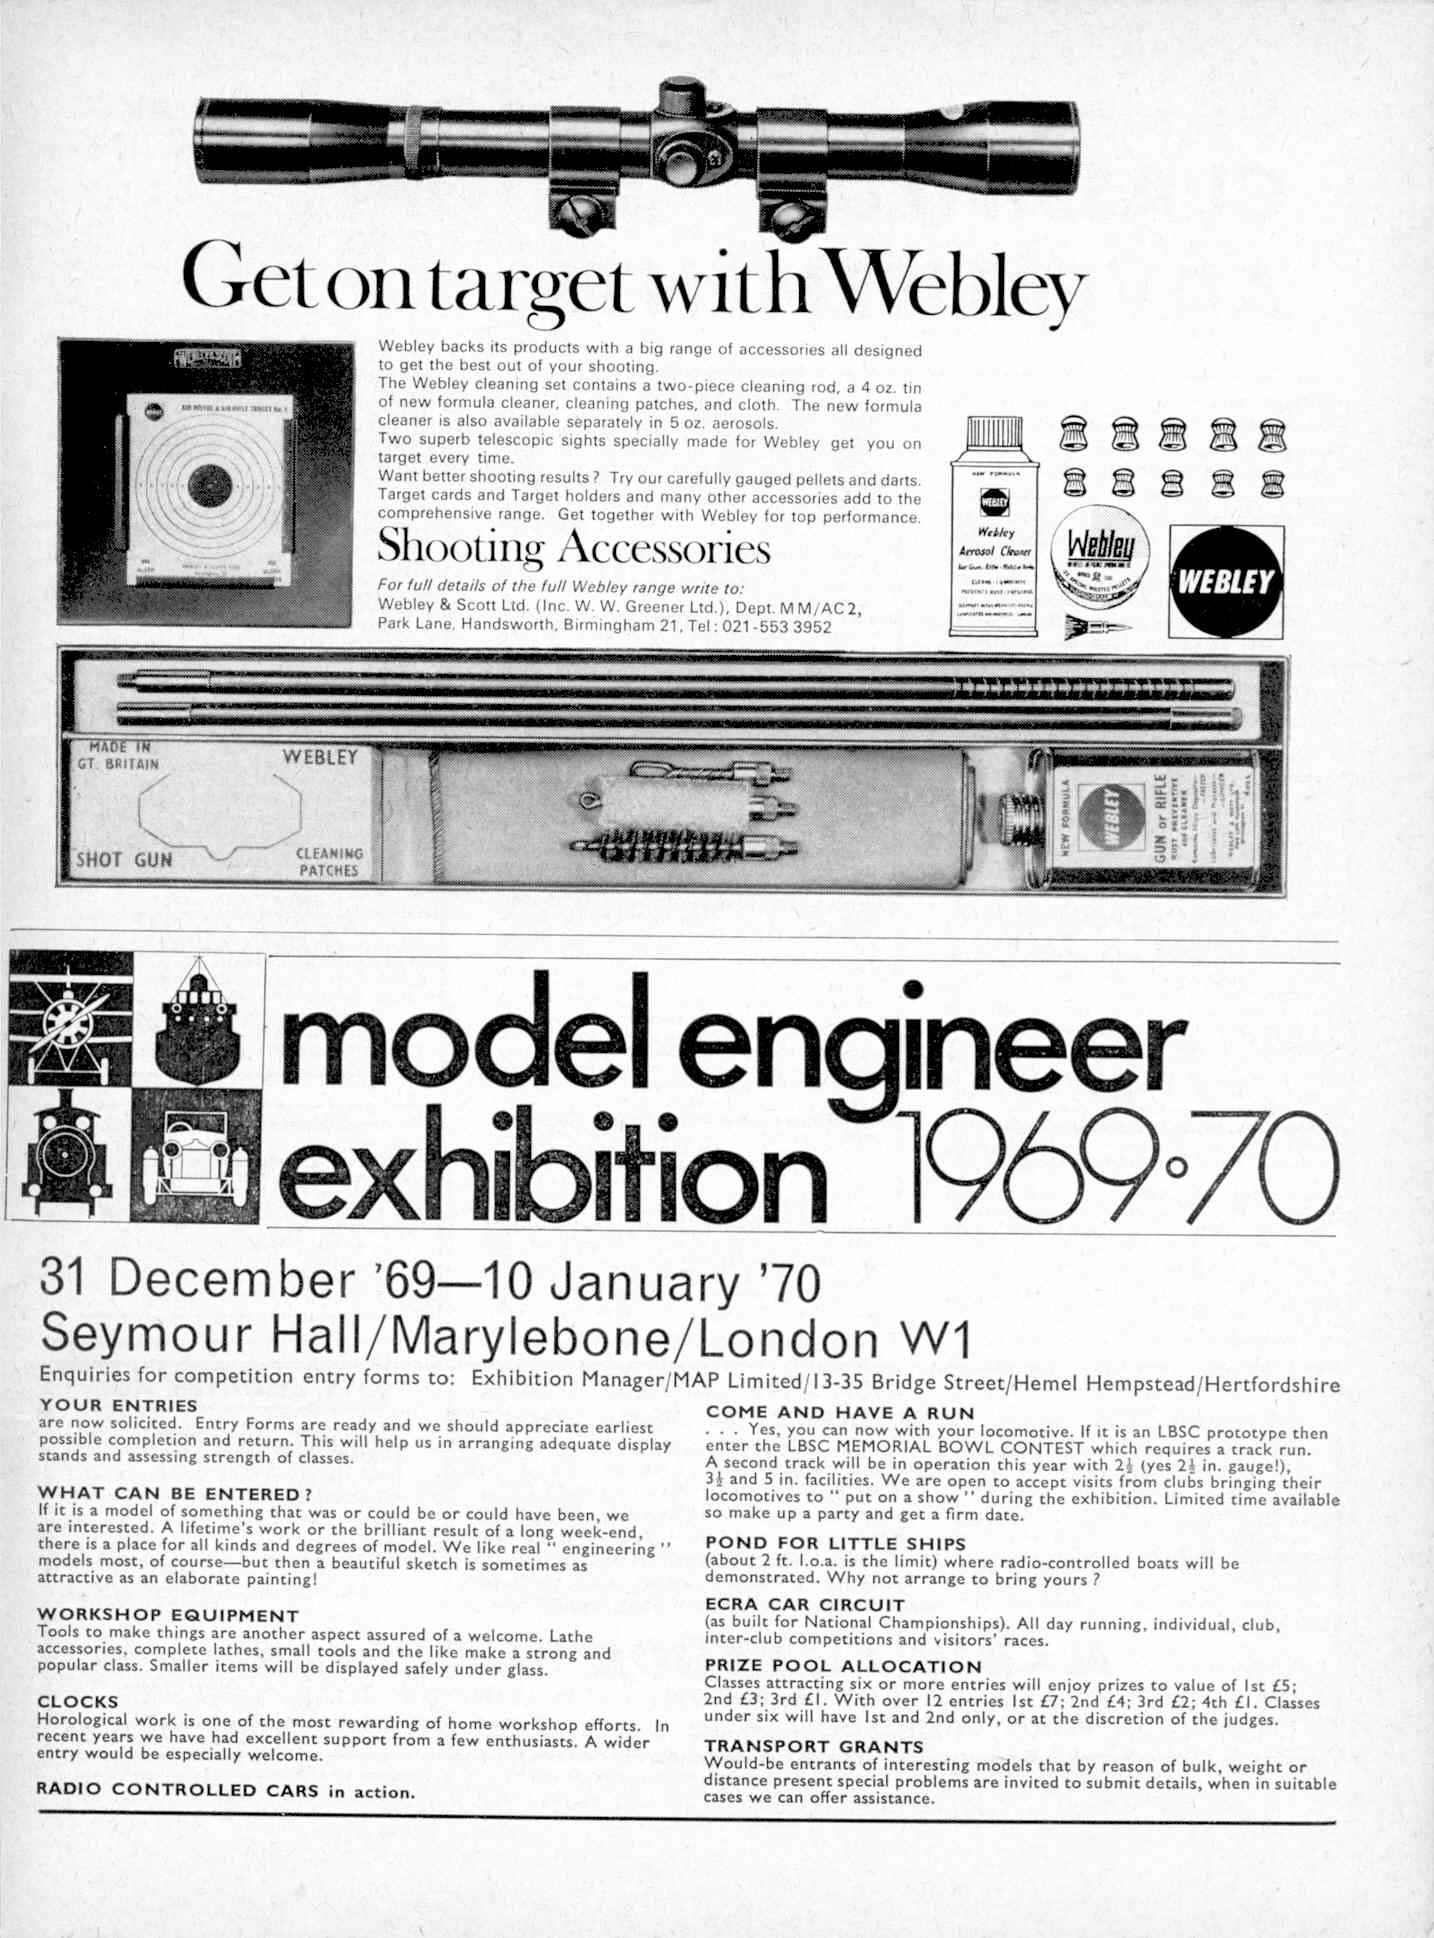 Get on target with Webley
AIR PISTOL & AIR RIFLE TARGET No. 1
Webley backs its products with a big range of accessories all designed
to get the best out of your shooting.
The Webley cleaning set contains a two-piece cleaning rod, a 4 oz. tin
of new formula cleaner, cleaning patches, and cloth. The new formula
cleaner is also available separately in 5 oz. aerosols.
Two superb telescopic sights specially made for Webley get you on
target every time.
Want better shooting results? Try our carefully gauged pellets and darts.
Target cards and Target holders and many other accessories add to the
comprehensive range. Get together with Webley for top performance.
Shooting Accessories
For full details of the full Webley range write to:
Webley & Scott Ltd. (Inc. W. W. Greener Ltd.), Dept. MM/AC2,
Park Lane, Handsworth, Birmingham 21, Tel: 021-553 3952
NEW FORMULA
WEBLEY
Webley
Aerosol Cleaner
Webley
WEBLEY
MADE IN
GT. BRITAIN
WEBLEY
SHOT GUN
CLEANING
PATCHES
NEW FORMULA
WEBLEY
GUN or RIFLE
RUST PREVENTIVE
AND CLEANER
model engineer
exhibition 1969·70
31 December '69—10 January '70
Seymour Hall/Marylebone/London W1
Enquiries for competition entry forms to: Exhibition Manager/MAP Limited/13-35 Bridge Street/Hemel Hempstead/Hertfordshire
YOUR ENTRIES
are now solicited. Entry Forms are ready and we should appreciate earliest
possible completion and return. This will help us in arranging adequate display
stands and assessing strength of classes.
WHAT CAN BE ENTERED?
If it is a model of something that was or could be or could have been, we
are interested. A lifetime's work or the brilliant result of a long week-end,
there is a place for all kinds and degrees of model. We like real " engineering "
models most, of course—but then a beautiful sketch is sometimes as
attractive as an elaborate painting!
WORKSHOP EQUIPMENT
Tools to make things are another aspect assured of a welcome. Lathe
accessories, complete lathes, small tools and the like make a strong and
popular class. Smaller items will be displayed safely under glass.
CLOCKS
Horological work is one of the most rewarding of home workshop efforts. In
recent years we have had excellent support from a few enthusiasts. A wider
entry would be especially welcome.
RADIO CONTROLLED CARS in action.
COME AND HAVE A RUN
. . . Yes, you can now with your locomotive. If it is an LBSC prototype then
enter the LBSC MEMORIAL BOWL CONTEST which requires a track run.
A second track will be in operation this year with 2½ (yes 2½ in. gauge!),
3½ and 5 in. facilities. We are open to accept visits from clubs bringing their
locomotives to " put on a show " during the exhibition. Limited time available
so make up a party and get a firm date.
POND FOR LITTLE SHIPS
(about 2 ft. l.o.a. is the limit) where radio-controlled boats will be
demonstrated. Why not arrange to bring yours ?
ECRA CAR CIRCUIT
(as built for National Championships). All day running, individual, club,
inter-club competitions and visitors' races.
PRIZE POOL ALLOCATION
Classes attracting six or more entries will enjoy prizes to value of 1st £5;
2nd £3; 3rd £1. With over 12 entries 1st £7; 2nd £4; 3rd £2; 4th £1. Classes
under six will have 1st and 2nd only, or at the discretion of the judges.
TRANSPORT GRANTS
Would-be entrants of interesting models that by reason of bulk, weight or
distance present special problems are invited to submit details, when in suitable
cases we can offer assistance.